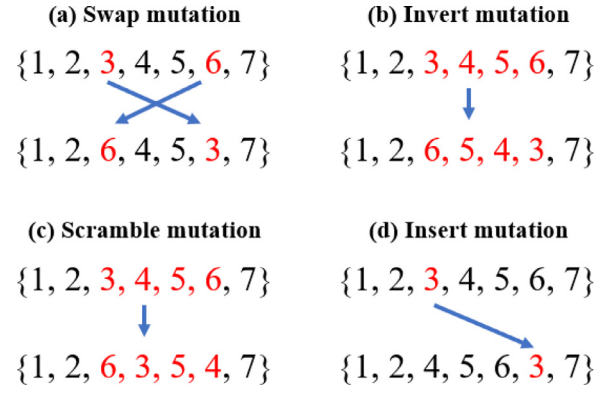 (a) Swap mutation
{1, 2, 3, 4, 5, 6, 7}
{1, 2, 6, 4, 5, 3, 7}
(b) Invert mutation
{1, 2, 3, 4, 5, 6, 7}
{1, 2, 6, 5, 4, 3, 7}
(c) Scramble mutation
{1, 2, 3, 4, 5, 6, 7}
{1, 2, 6, 3, 5, 4, 7}
(d) Insert mutation
{1, 2, 3, 4, 5, 6, 7}
{1, 2, 4, 5, 6, 3, 7}